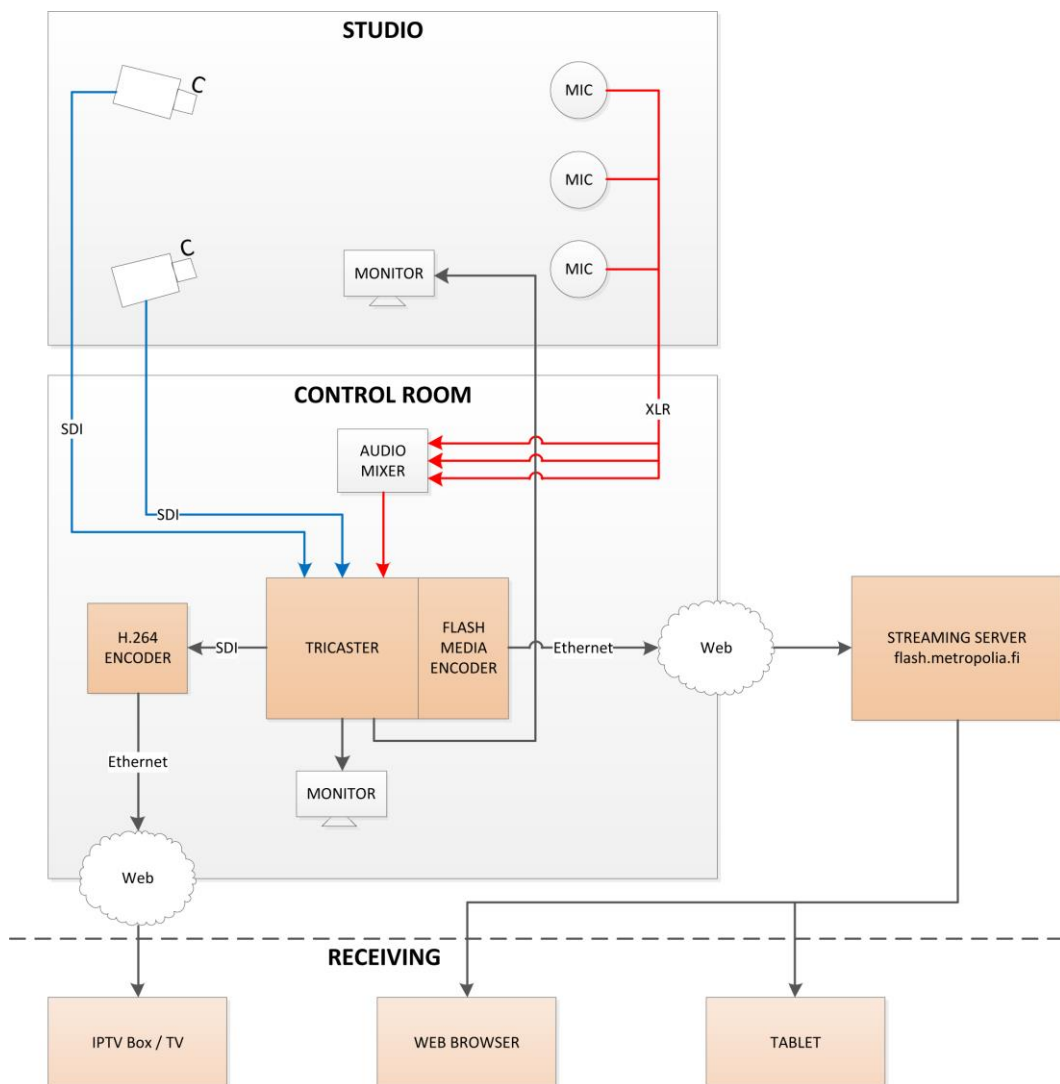 STUDIO
C
MIC
MIC
C
MONITOR
MIC
CONTROL ROOM
XLR
SDI
AUDIO
MIXER
SDI
H.264
ENCODER
SDI
TRICASTER
FLASH
MEDIA
ENCODER
Ethernet
Web
STREAMING SERVER
flash.metropolia.fi
Ethernet
MONITOR
Web
RECEIVING
IPTV Box / TV
WEB BROWSER
TABLET